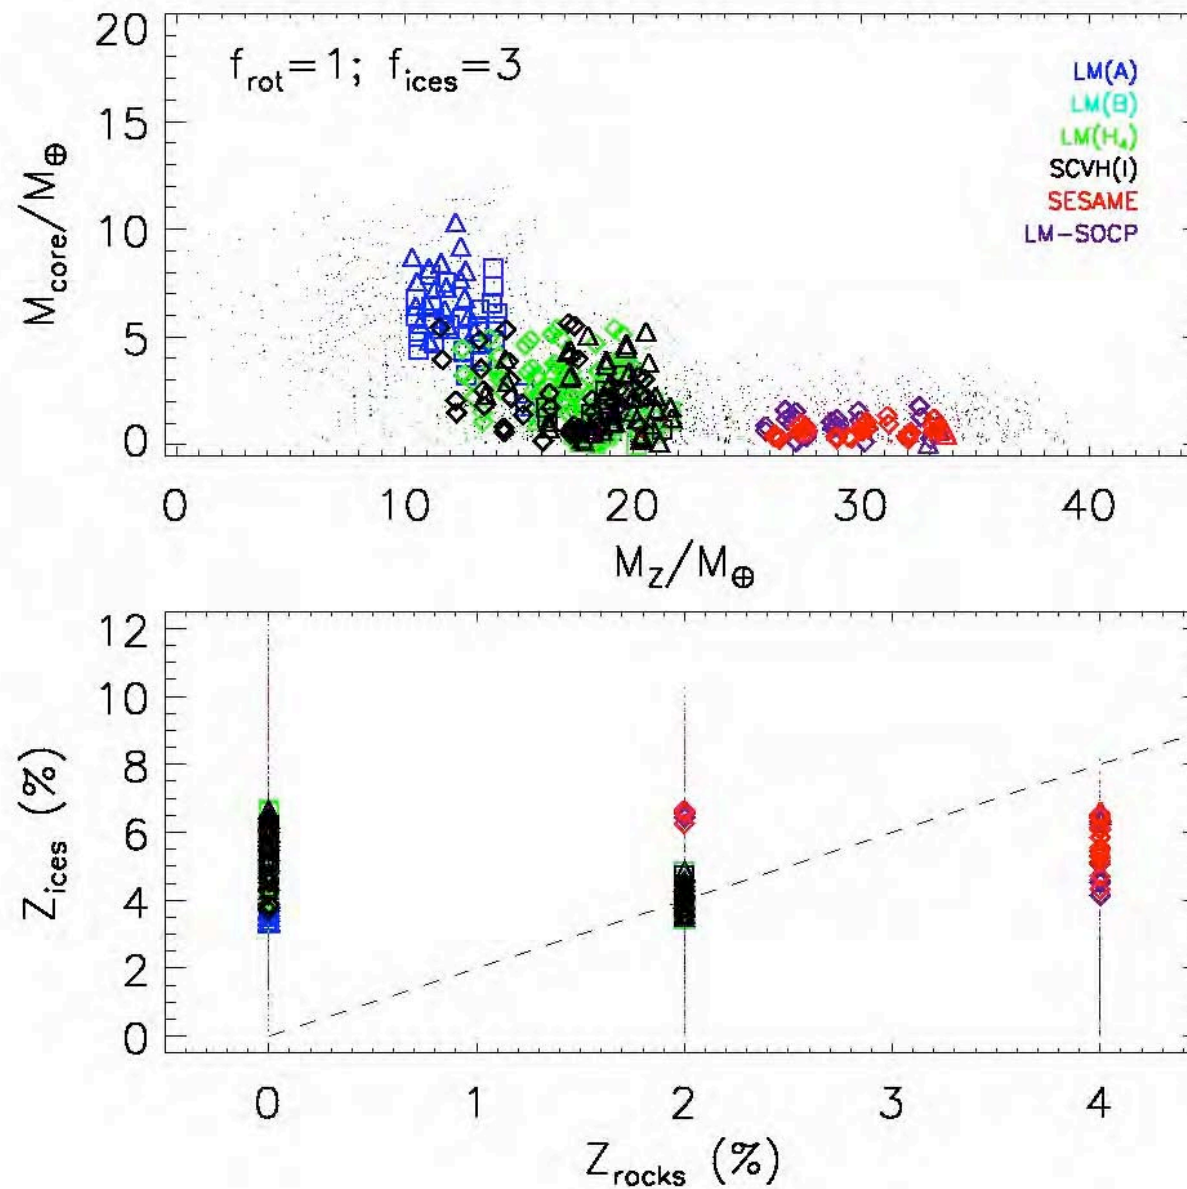 20
15
10
5
0
M_core/M_⊕
f_rot=1; f_ices=3
LM(A)
LM(B)
LM(H₄)
SCVH(I)
SESAME
LM-SOCP
0 10 20 30 40
M_Z/M_⊕
12
10
8
6
4
2
0
Z_ices (%)
0 1 2 3 4
Z_rocks (%)